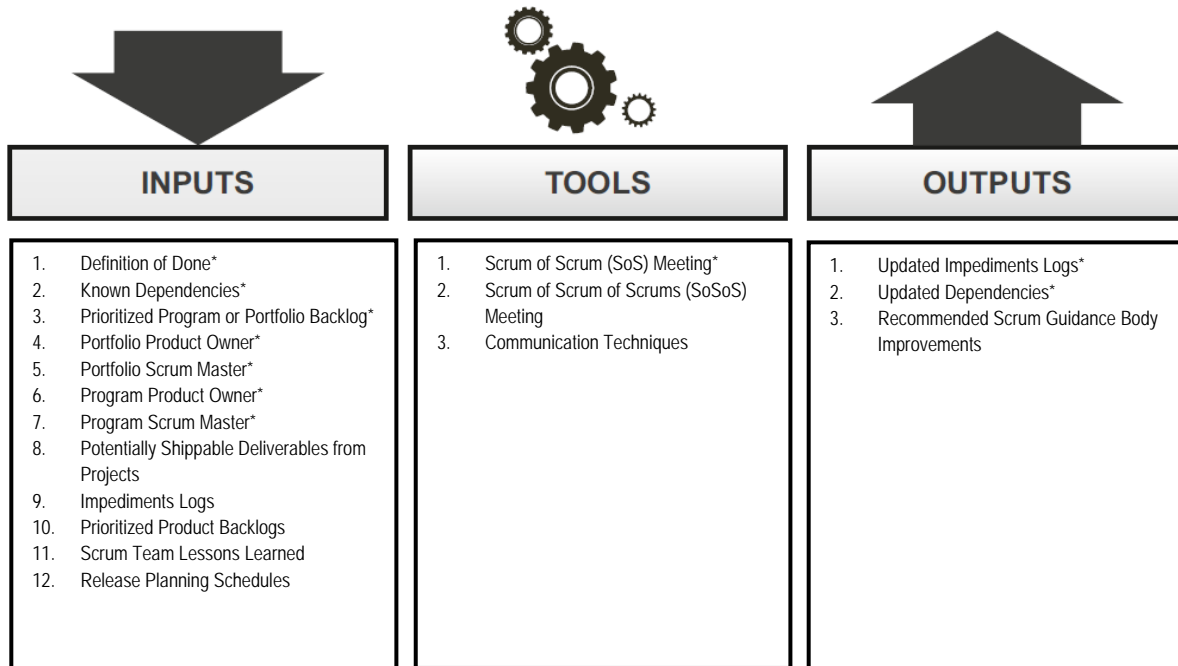 INPUTS
1. Definition of Done*
2. Known Dependencies*
3. Prioritized Program or Portfolio Backlog*
4. Portfolio Product Owner*
5. Portfolio Scrum Master*
6. Program Product Owner*
7. Program Scrum Master*
8. Potentially Shippable Deliverables from
Projects
9. Impediments Logs
10. Prioritized Product Backlogs
11. Scrum Team Lessons Learned
12. Release Planning Schedules
TOOLS
1. Scrum of Scrum (SoS) Meeting*
2. Scrum of Scrum of Scrums (SoSoS)
Meeting
3. Communication Techniques
OUTPUTS
1. Updated Impediments Logs*
2. Updated Dependencies*
3. Recommended Scrum Guidance Body
Improvements